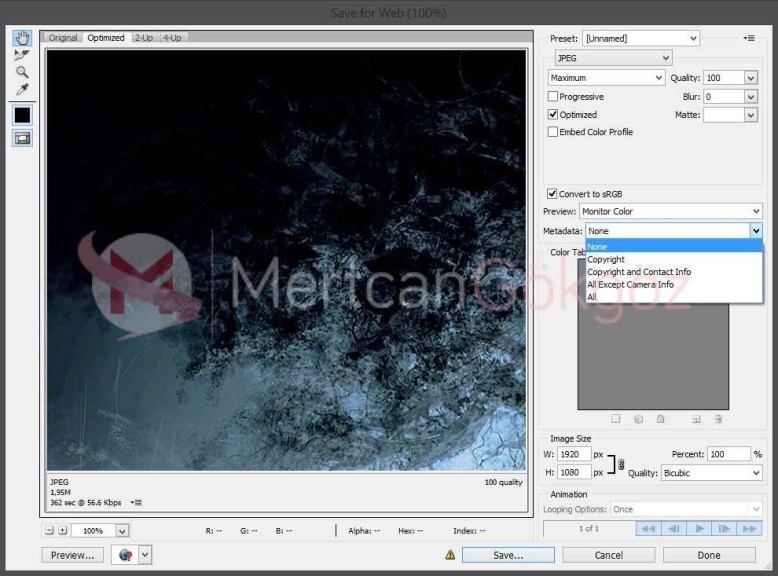 Save for Web (100%)
Original Optimized 2-Up 4-Up
Preset: [Unnamed]
JPEG
Maximum Quality: 100
Progressive Blur: 0
Optimized Matte:
Embed Color Profile
Convert to sRGB
Preview: Monitor Color
Metadata: None
None
Color Tab
Copyright
Copyright and Contact Info
All Except Camera Info
All
MertcanGökgöz
Image Size
W: 1920 px Percent: 100 %
H: 1080 px Quality: Bicubic
JPEG 100 quality
1,95M
362 sec @ 56.6 Kbps
Animation
Looping Options: Once
1 of 1
100% R: -- G: -- B: -- Alpha: -- Hex: -- Index: --
Preview... Save... Cancel Done